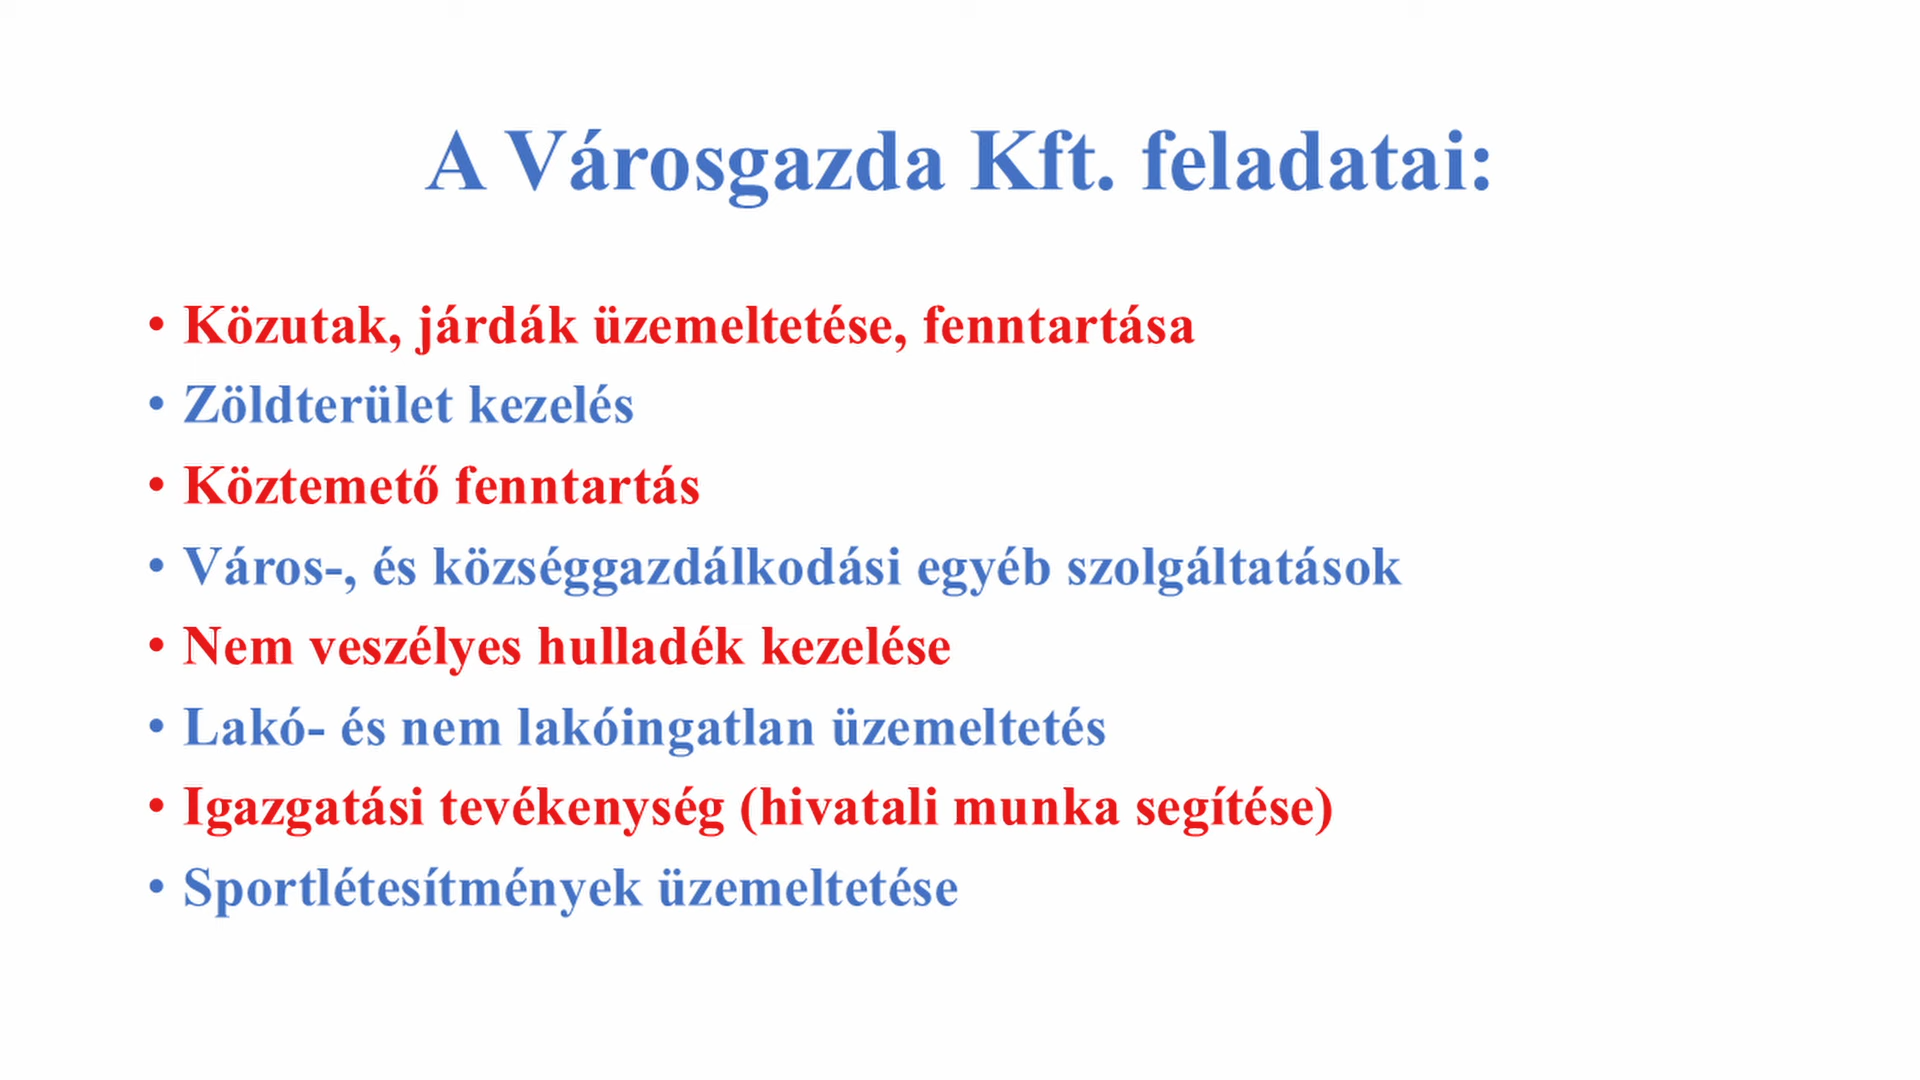 A Városgazda Kft. feladatai:
• Közutak, járdák üzemeltetése, fenntartása
• Zöldterület kezelés
• Köztemető fenntartás
• Város-, és községgazdálkodási egyéb szolgáltatások
• Nem veszélyes hulladék kezelése
• Lakó- és nem lakóingatlan üzemeltetés
• Igazgatási tevékenység (hivatali munka segítése)
• Sportlétesítmények üzemeltetése